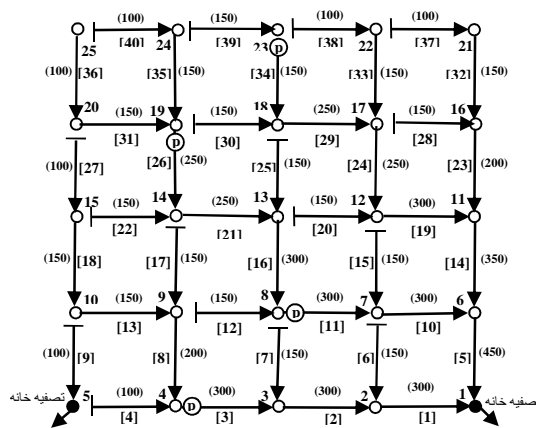 (100) (150) (100) (100)
25 [40] 24 [39] 23 p [38] 22 [37] 21
(100) [36] [35] (150) [34] (150) [33] (150) [32] (150)
20 (150) 19 (150) 18 (250) 17 (150) 16
[31] p [30] [29] [28]
(100) [27] [26] (250) [25] (150) [24] (250) [23] (200)
15 (150) 14 (250) 13 (150) 12 (300) 11
[22] [21] [20] [19]
(150) [18] [17] (150) [16] (300) [15] (150) [14] (350)
10 (150) 9 (150) 8 p (300) 7 (300) 6
[13] [12] [11] [10]
(100) [9] [8] (200) [7] (150) [6] (150) [5] (450)
تصفیه خانه 5 (100) 4 p (300) 3 (300) 2 (300) 1 تصفیه خانه
[4] [3] [2] [1]